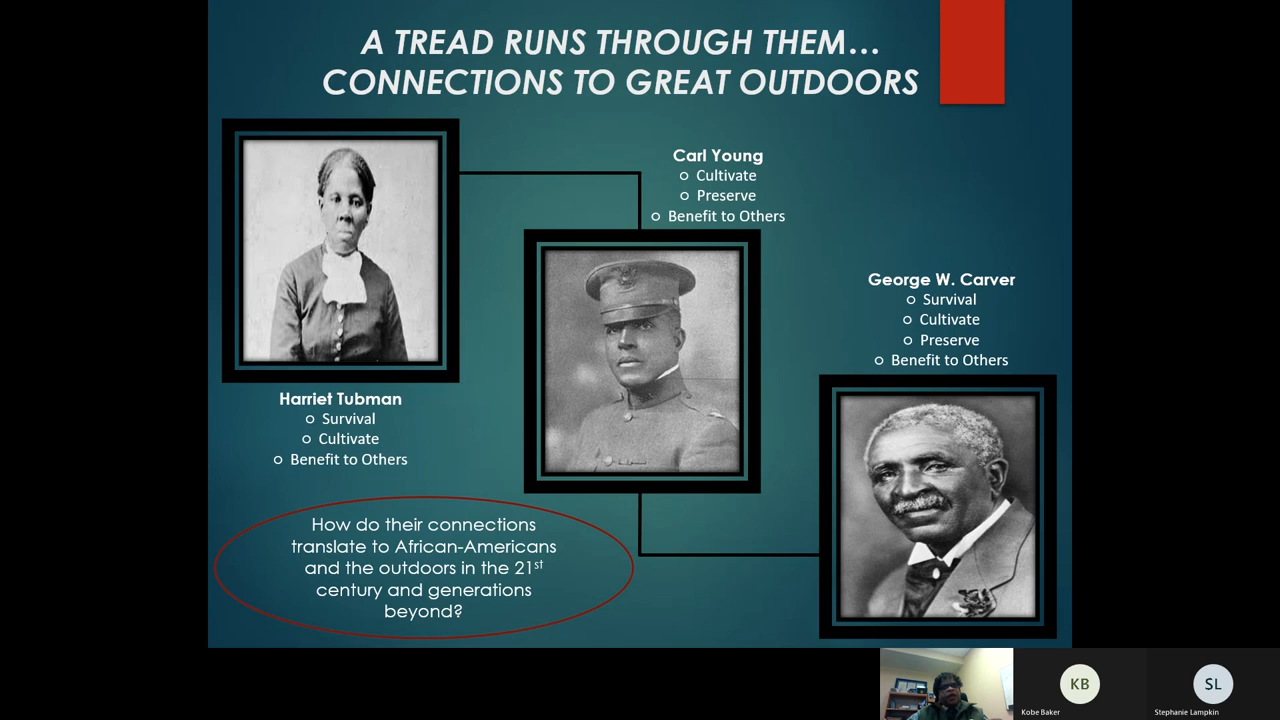 A TREAD RUNS THROUGH THEM…
CONNECTIONS TO GREAT OUTDOORS
Harriet Tubman
○ Survival
○ Cultivate
○ Benefit to Others
Carl Young
○ Cultivate
○ Preserve
○ Benefit to Others
George W. Carver
○ Survival
○ Cultivate
○ Preserve
○ Benefit to Others
How do their connections
translate to African-Americans
and the outdoors in the 21st
century and generations
beyond?
KB
Kobe Baker
SL
Stephanie Lampkin